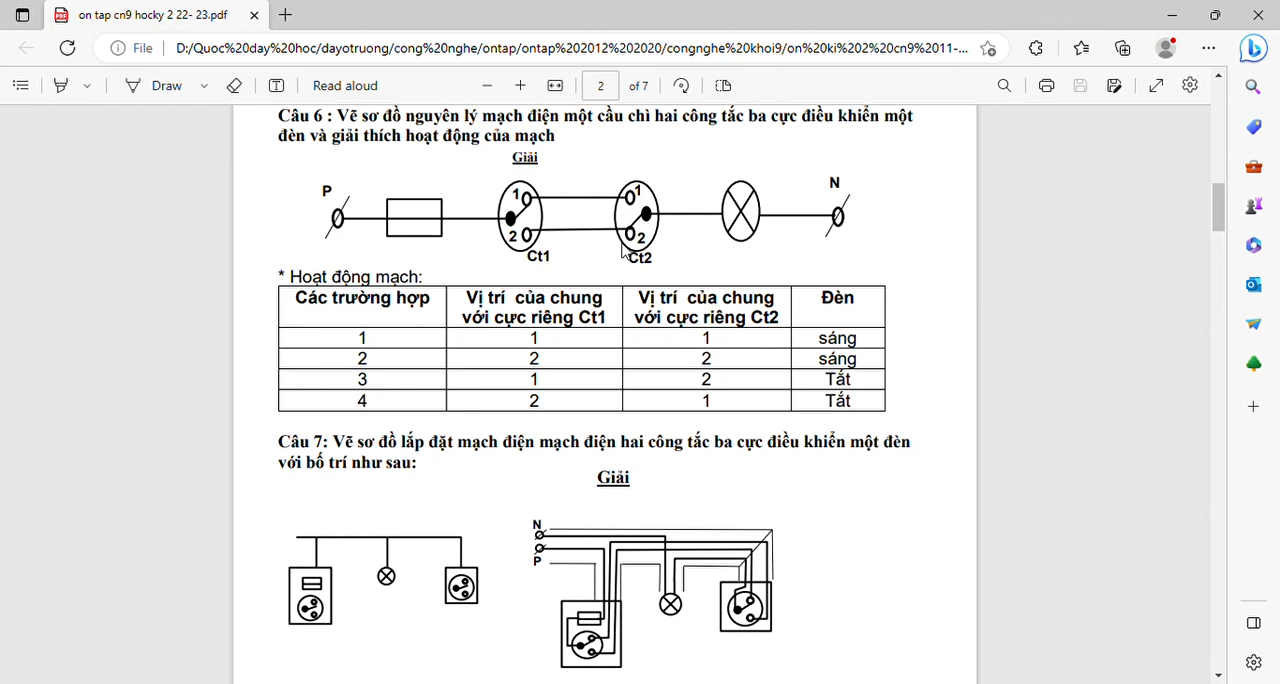 on tap cn9 hocky 2 22- 23.pdf
File
D:/Quoc%20day%20hoc/dayotruong/cong%20nghe/ontap/ontap%202012%202020/congnghe%20khoi9/on%20ki%202%20cn9%2011-...
Draw
Read aloud
2
of 7
Câu 6 : Vẽ sơ đồ nguyên lý mạch điện một cầu chì hai công tắc ba cực điều khiển một
đèn và giải thích hoạt động của mạch
Giải
P
N
1
2
Ct1
1
2
Ct2
* Hoạt động mạch:
Các trường hợp
Vị trí của chung
với cực riêng Ct1
Vị trí của chung
với cực riêng Ct2
Đèn
1 1 1 sáng
2 2 2 sáng
3 1 2 Tắt
4 2 1 Tắt
Câu 7: Vẽ sơ đồ lắp đặt mạch điện mạch điện hai công tắc ba cực điều khiển một đèn
với bố trí như sau:
Giải
N
P